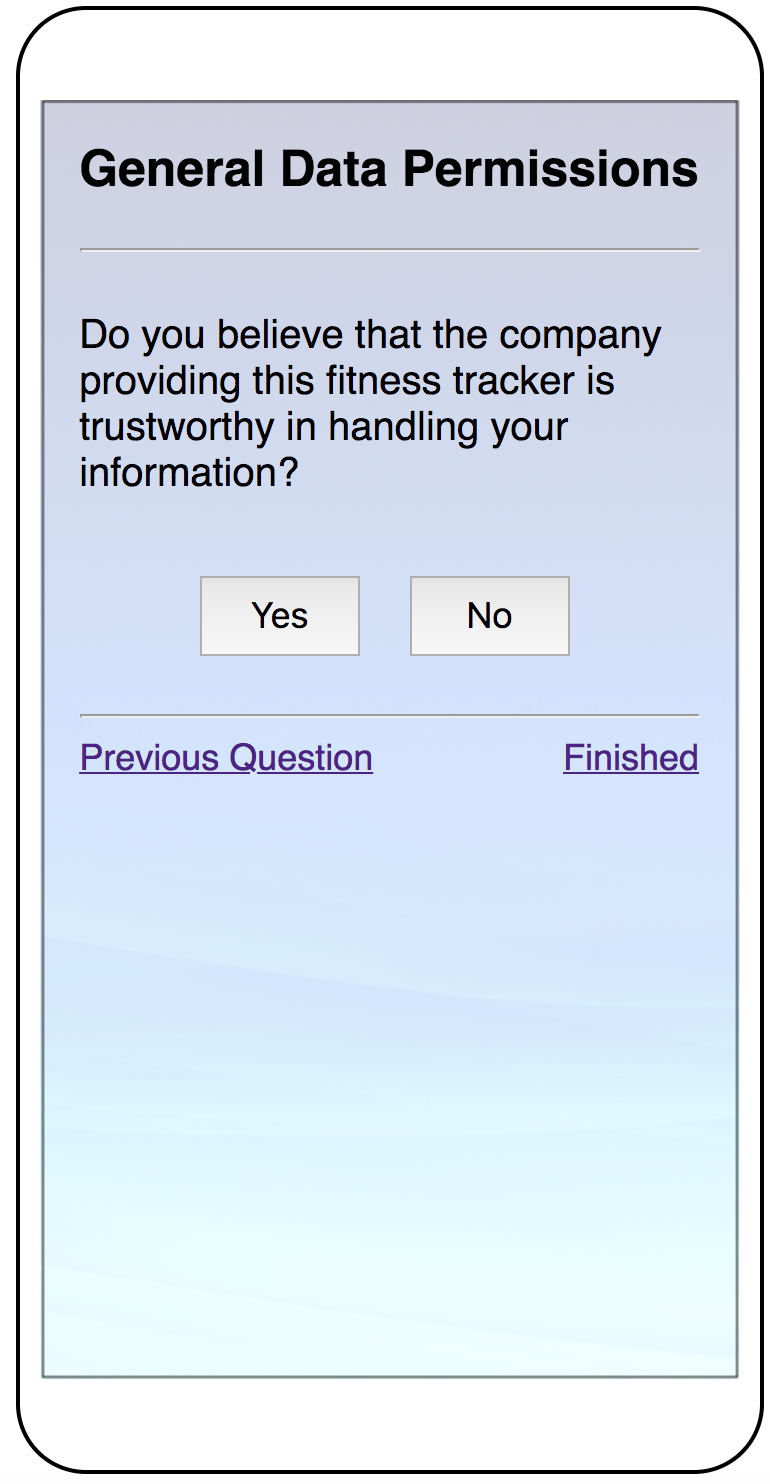 General Data Permissions
Do you believe that the company
providing this fitness tracker is
trustworthy in handling your
information?
Yes No
Previous Question Finished